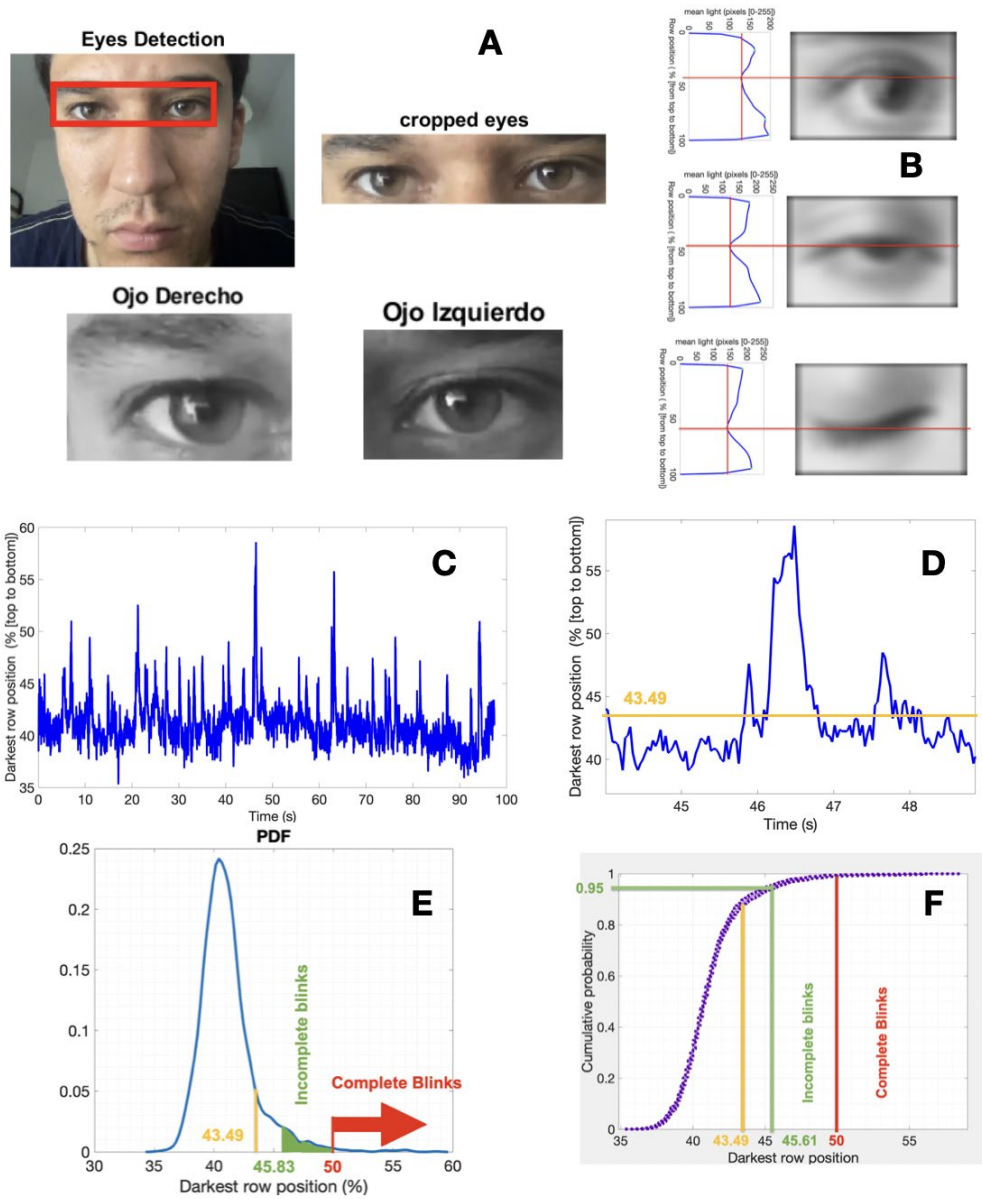 Eyes Detection
A
cropped eyes
Ojo Derecho
Ojo Izquierdo
mean light (pixels [0-255])
0 50 100 150 200
Row position ( % [from top to bottom])
0 50 100
B
mean light (pixels [0-255])
0 50 100 150 200 250
Row position ( % [from top to bottom])
0 50 100
mean light (pixels [0-255])
0 50 100 150 200 250
Row position ( % [from top to bottom])
0 50 100
C
Darkest row position (% [top to bottom])
60
55
50
45
40
35
0 10 20 30 40 50 60 70 80 90 100
Time (s)
D
Darkest row position (% [top to bottom])
55
50
45
40
43.49
45 46 47 48
Time (s)
PDF
E
0.25
0.2
0.15
0.1
0.05
0
Incomplete blinks
Complete Blinks
43.49
30 35 40 45.83 50 55 60
Darkest row position (%)
F
Cumulative probability
1
0.95
0.8
0.6
0.4
0.2
0
Incomplete blinks
Complete Blinks
35 40 43.49 45 45.61 50 55
Darkest row position